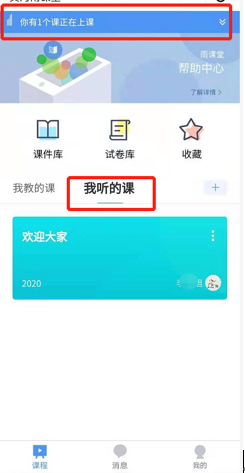 你有1个课正在上课
雨课堂
帮助中心
了解详情 >
课件库
试卷库
收藏
我教的课
我听的课
+
欢迎大家
2020
课程
消息
我的